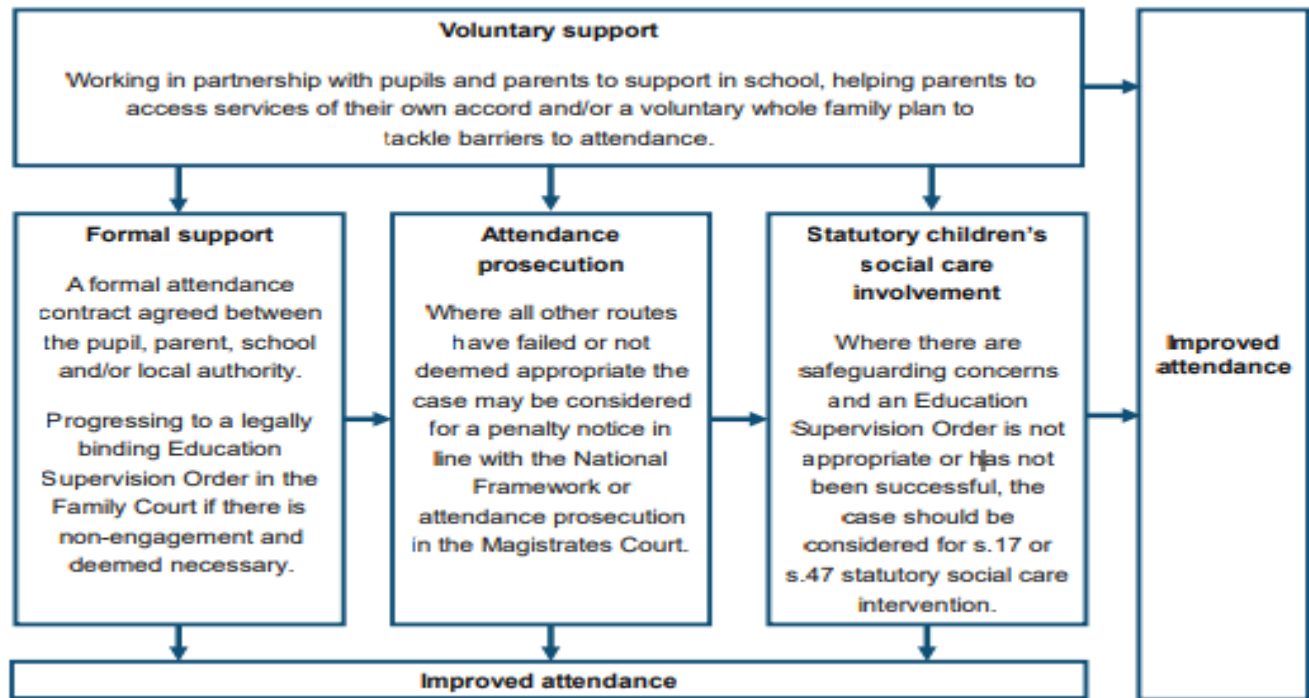 Voluntary support
Working in partnership with pupils and parents to support in school, helping parents to
access services of their own accord and/or a voluntary whole family plan to
tackle barriers to attendance.
Formal support
A formal attendance
contract agreed between
the pupil, parent, school
and/or local authority.
Progressing to a legally
binding Education
Supervision Order in the
Family Court if there is
non-engagement and
deemed necessary.
Attendance
prosecution
Where all other routes
have failed or not
deemed appropriate the
case may be considered
for a penalty notice in
line with the National
Framework or
attendance prosecution
in the Magistrates Court.
Statutory children's
social care
involvement
Where there are
safeguarding concerns
and an Education
Supervision Order is not
appropriate or has not
been successful, the
case should be
considered for s.17 or
s.47 statutory social care
intervention.
Improved
attendance
Improved attendance